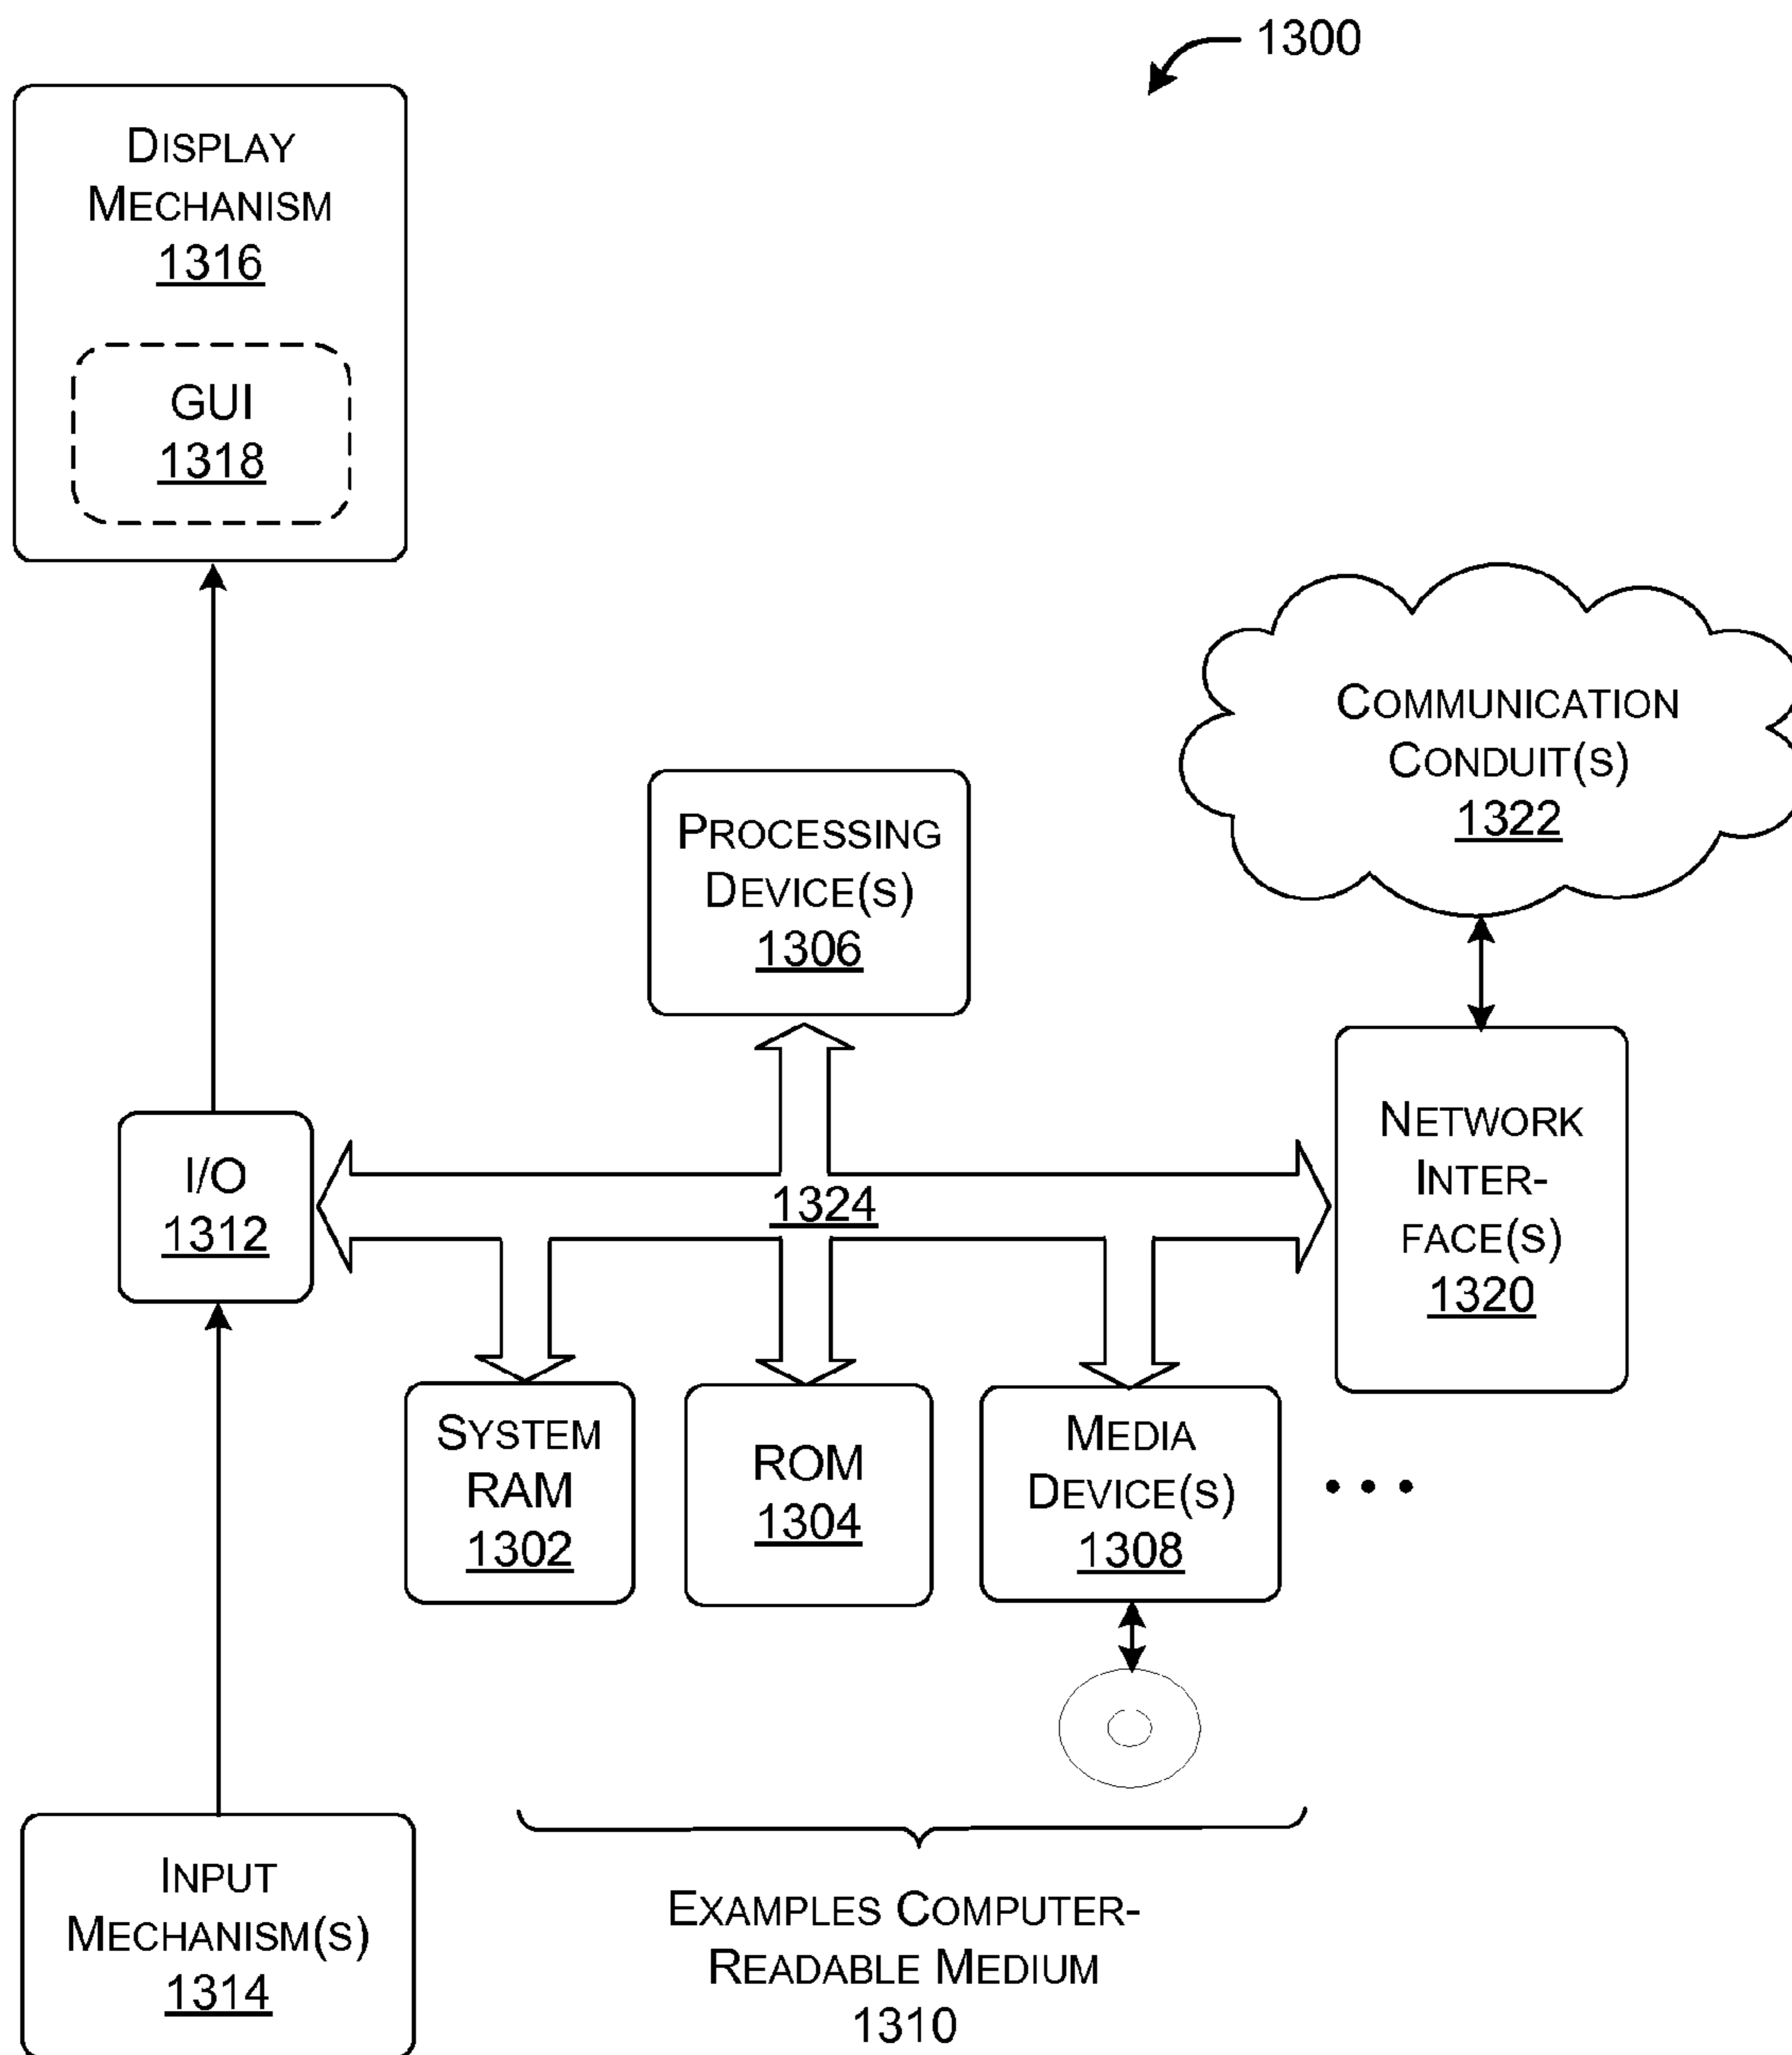 1300
DISPLAY
MECHANISM
1316
GUI
1318
COMMUNICATION
CONDUIT(S)
1322
PROCESSING
DEVICE(S)
1306
NETWORK
INTER-
FACE(S)
1320
I/O
1312
1324
SYSTEM
RAM
1302
ROM
1304
MEDIA
DEVICE(S)
1308
• • •
INPUT
MECHANISM(S)
1314
EXAMPLES COMPUTER-
READABLE MEDIUM
1310